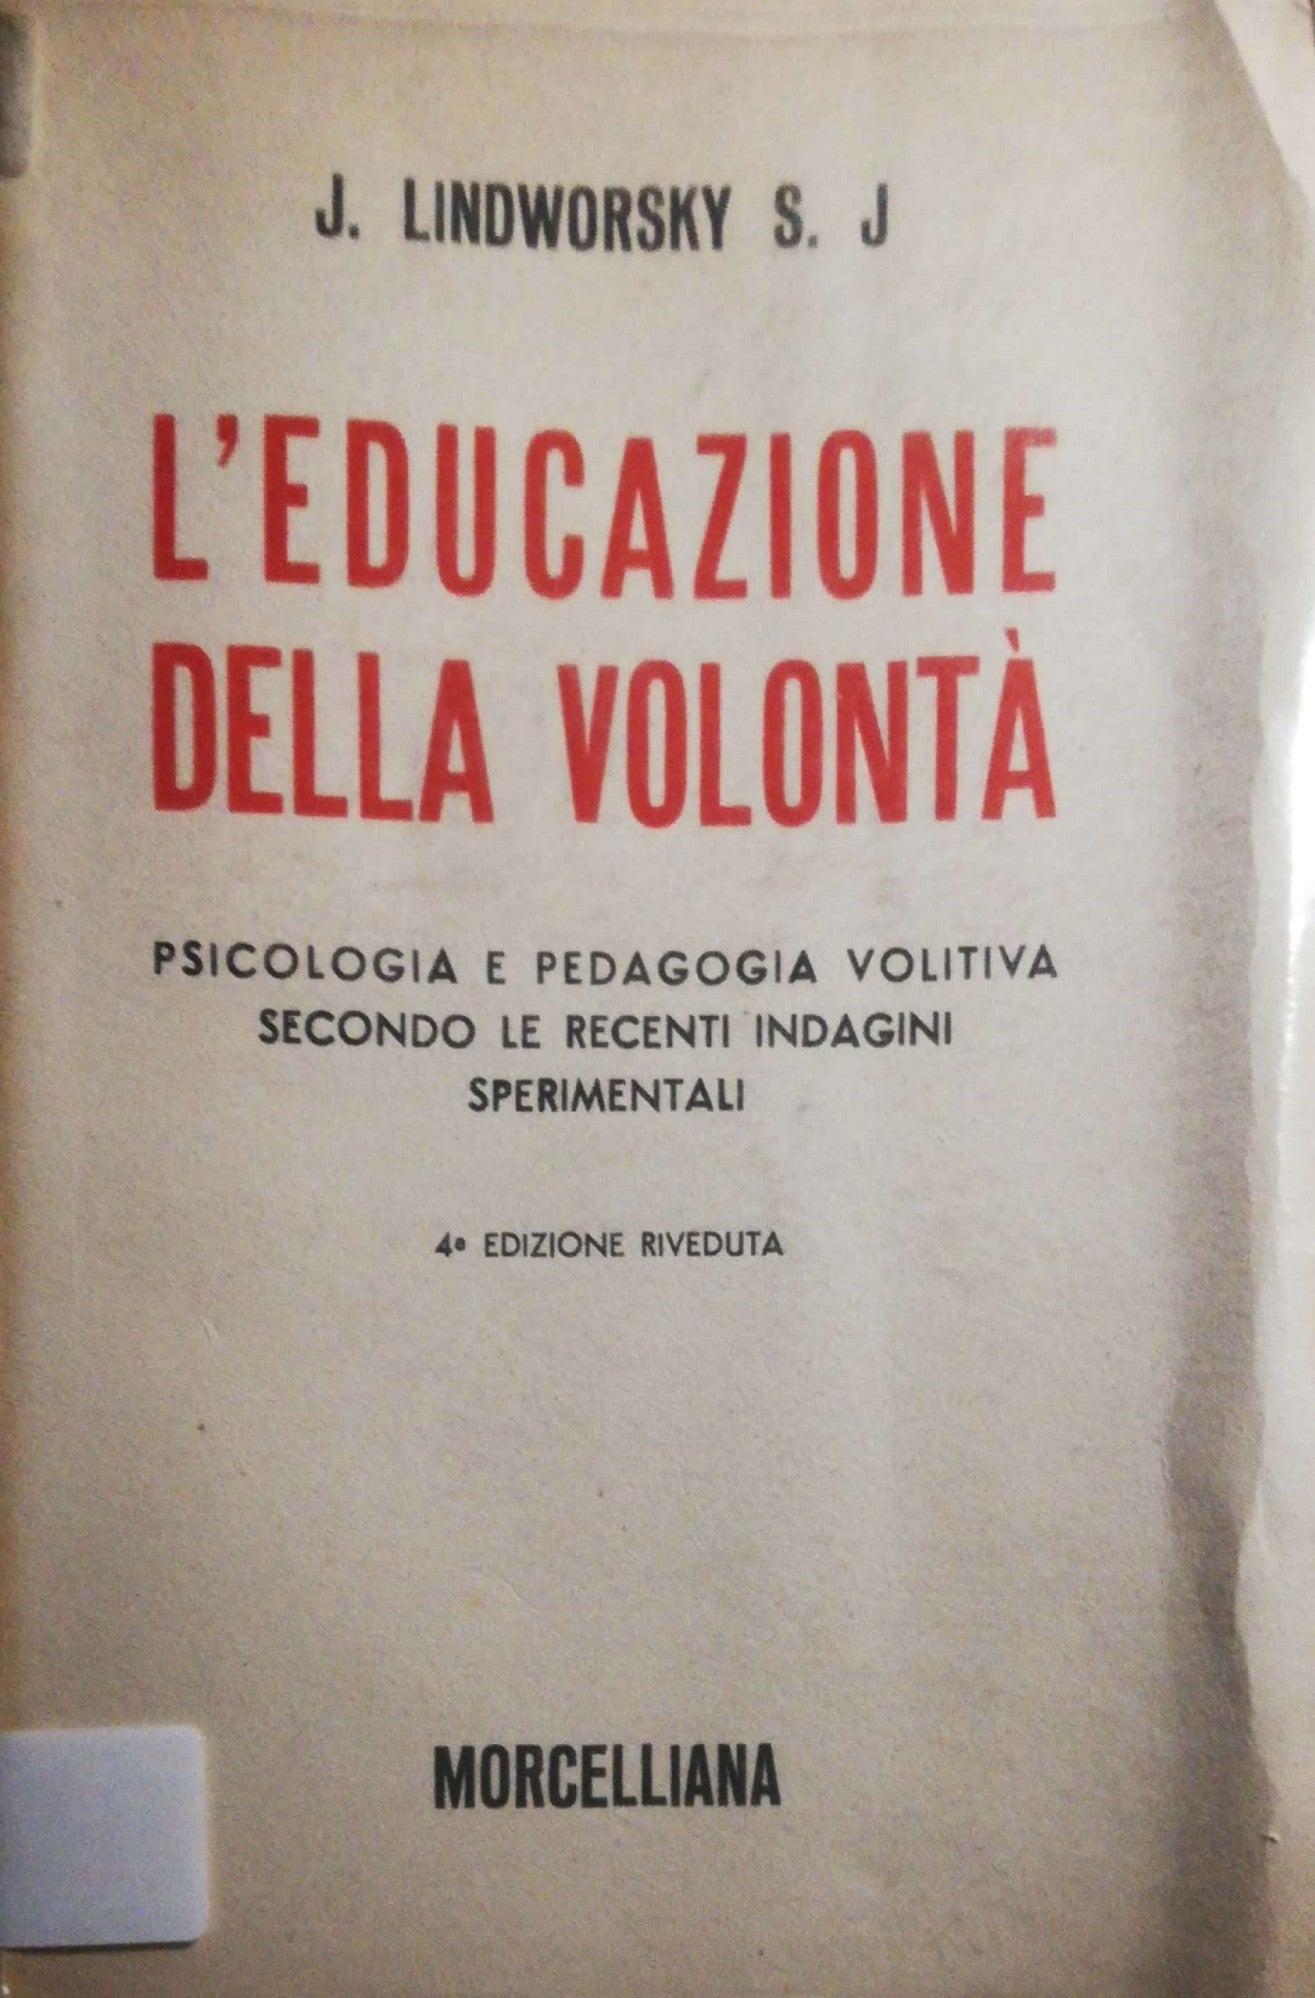 J. LINDWORSKY S. J
L'EDUCAZIONE
DELLA VOLONTÀ
PSICOLOGIA E PEDAGOGIA VOLITIVA
SECONDO LE RECENTI INDAGINI
SPERIMENTALI
4ª EDIZIONE RIVEDUTA
MORCELLIANA